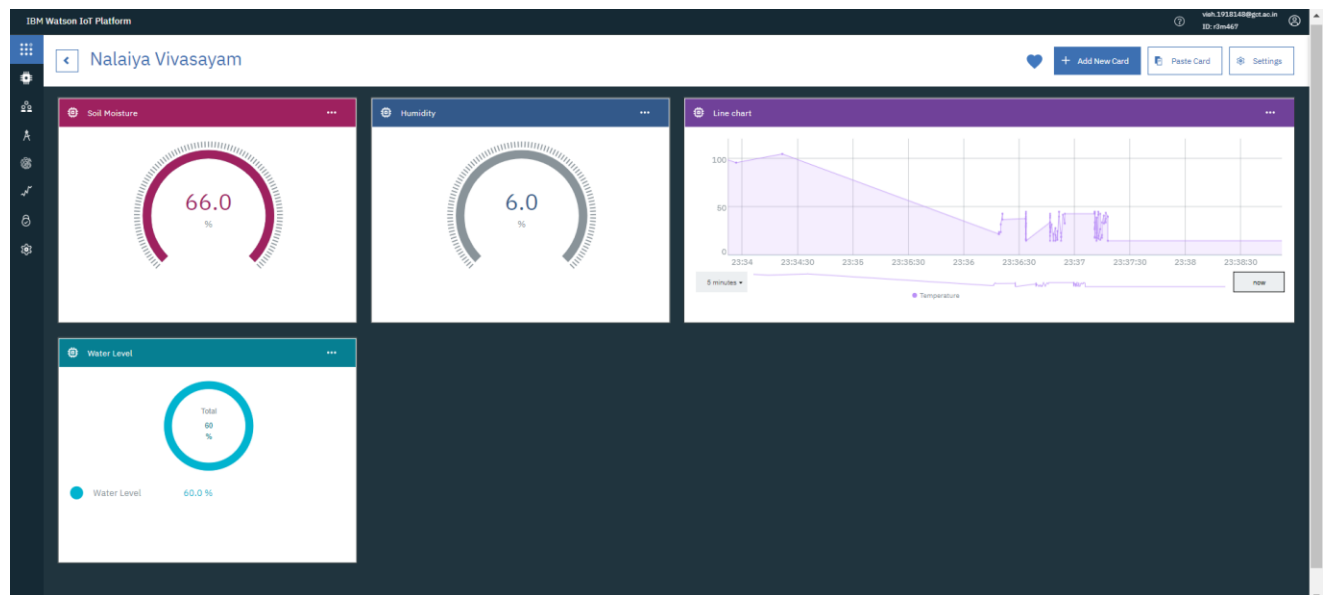 IBM Watson IoT Platform
vish.1918148@gct.ac.in
ID: r3m467
Nalaiya Vivasayam
+ Add New Card
Paste Card
Settings
Soil Moisture
66.0
%
Humidity
6.0
%
Line chart
100
50
0
23:34 23:34:30 23:35 23:35:30 23:36 23:36:30 23:37 23:37:30 23:38 23:38:30
5 minutes
now
Temperature
Water Level
Total
60
%
Water Level 60.0 %